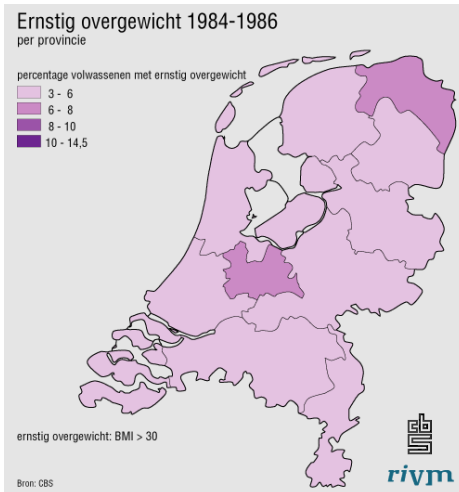 Ernstig overgewicht 1984-1986
per provincie
percentage volwassenen met ernstig overgewicht
3 - 6
6 - 8
8 - 10
10 - 14,5
ernstig overgewicht: BMI > 30
cbs
Bron: CBS
rivm